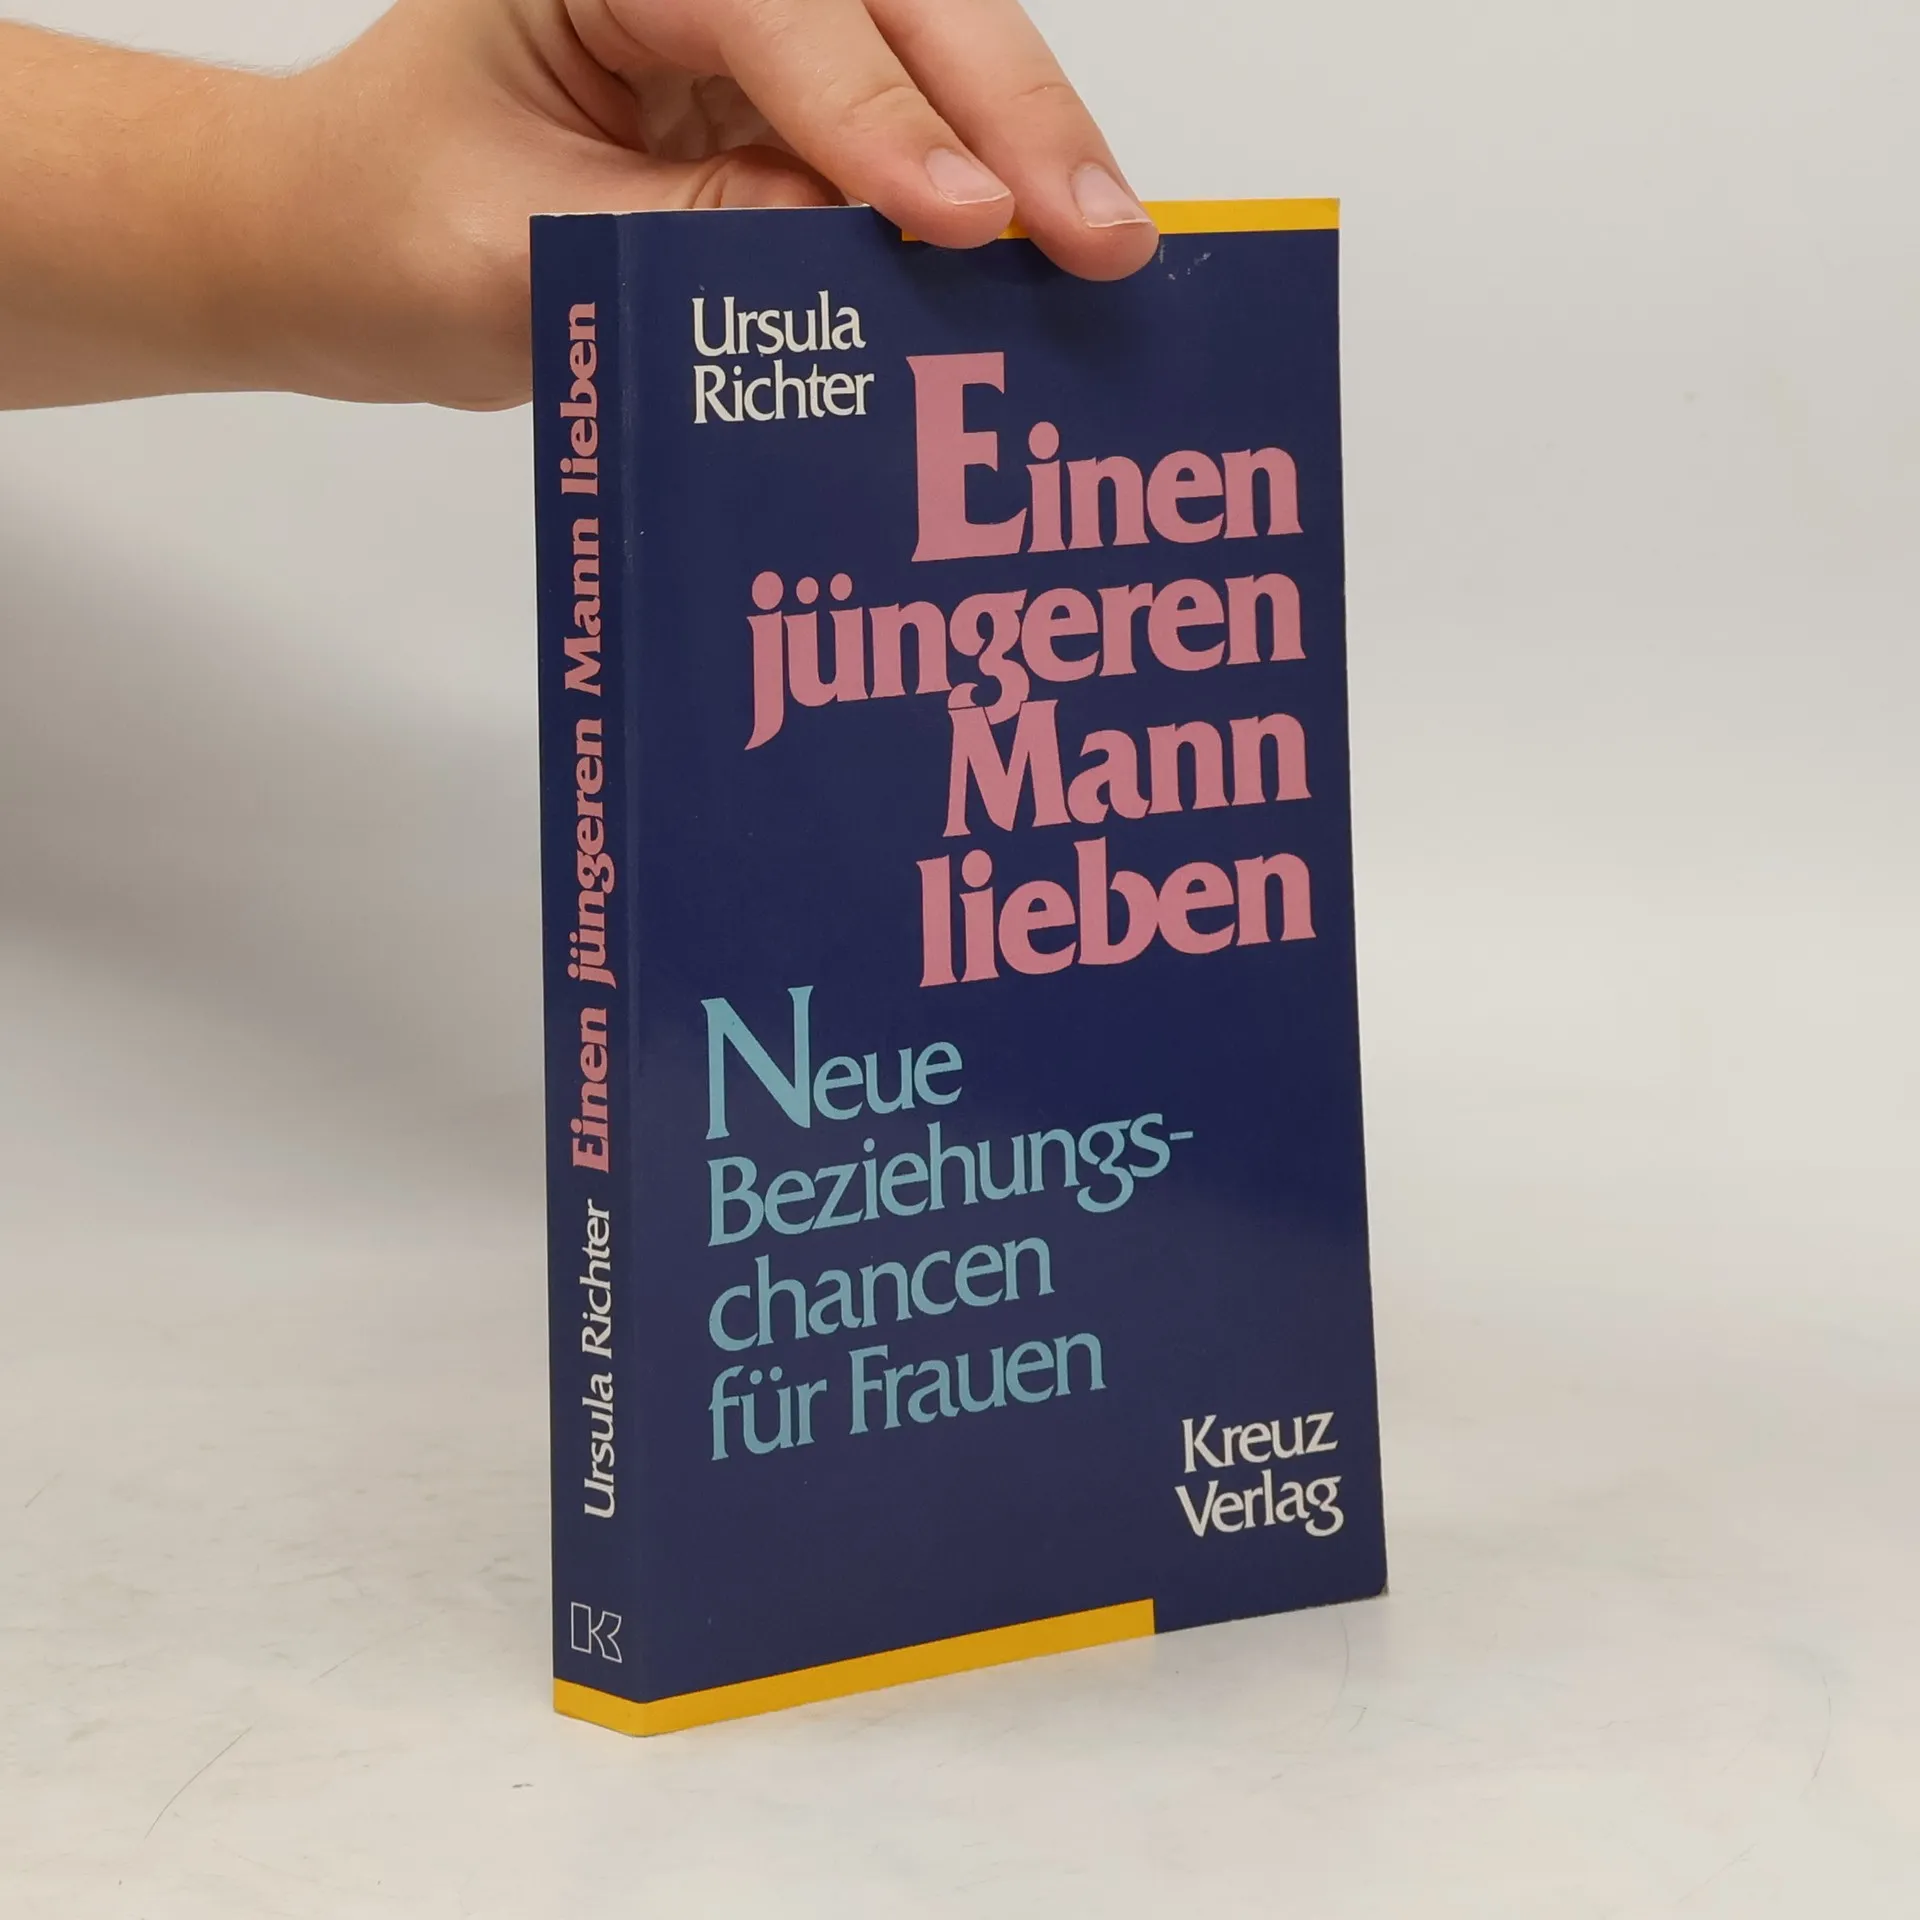 Ursula
Richter
Einen
jüngeren
Mann
lieben
Neue
Beziehungs-
chancen
für Frauen
Kreuz
Verlag
Ursula Richter Einen jüngeren Mann lieben
K